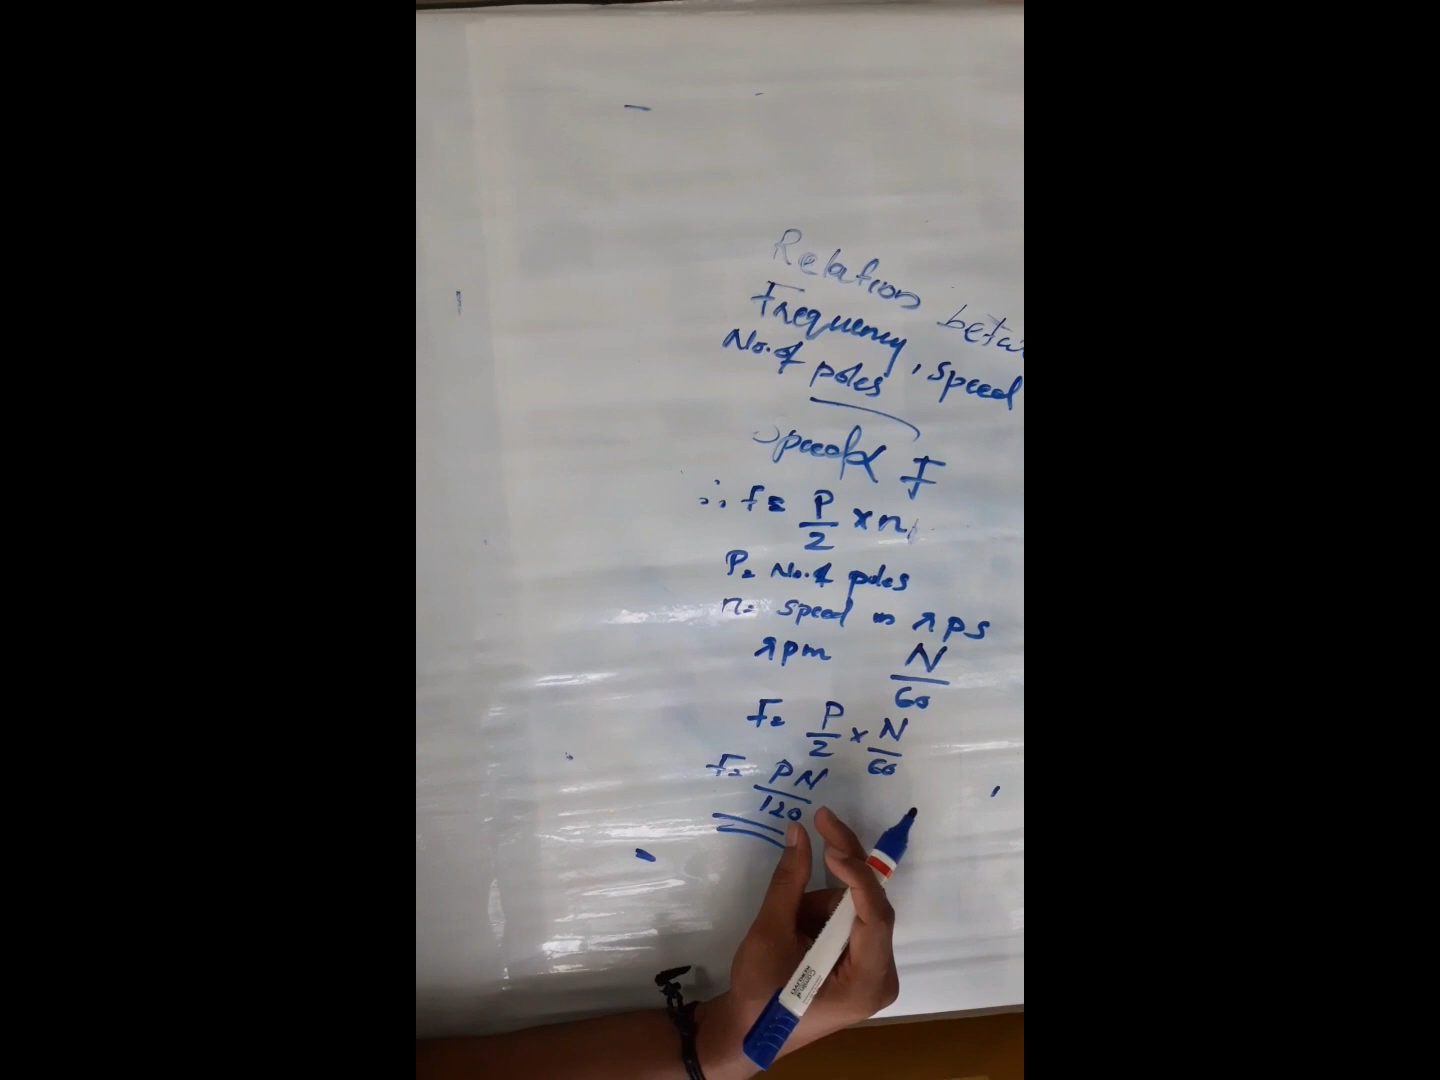 Relation betw
Frequency, speed
No. of poles
Speed ∝ F
∴ f = P/2 × n
P = No. of poles
n = speed in rps
rpm N/60
F = P/2 × N/60
F = PN/120